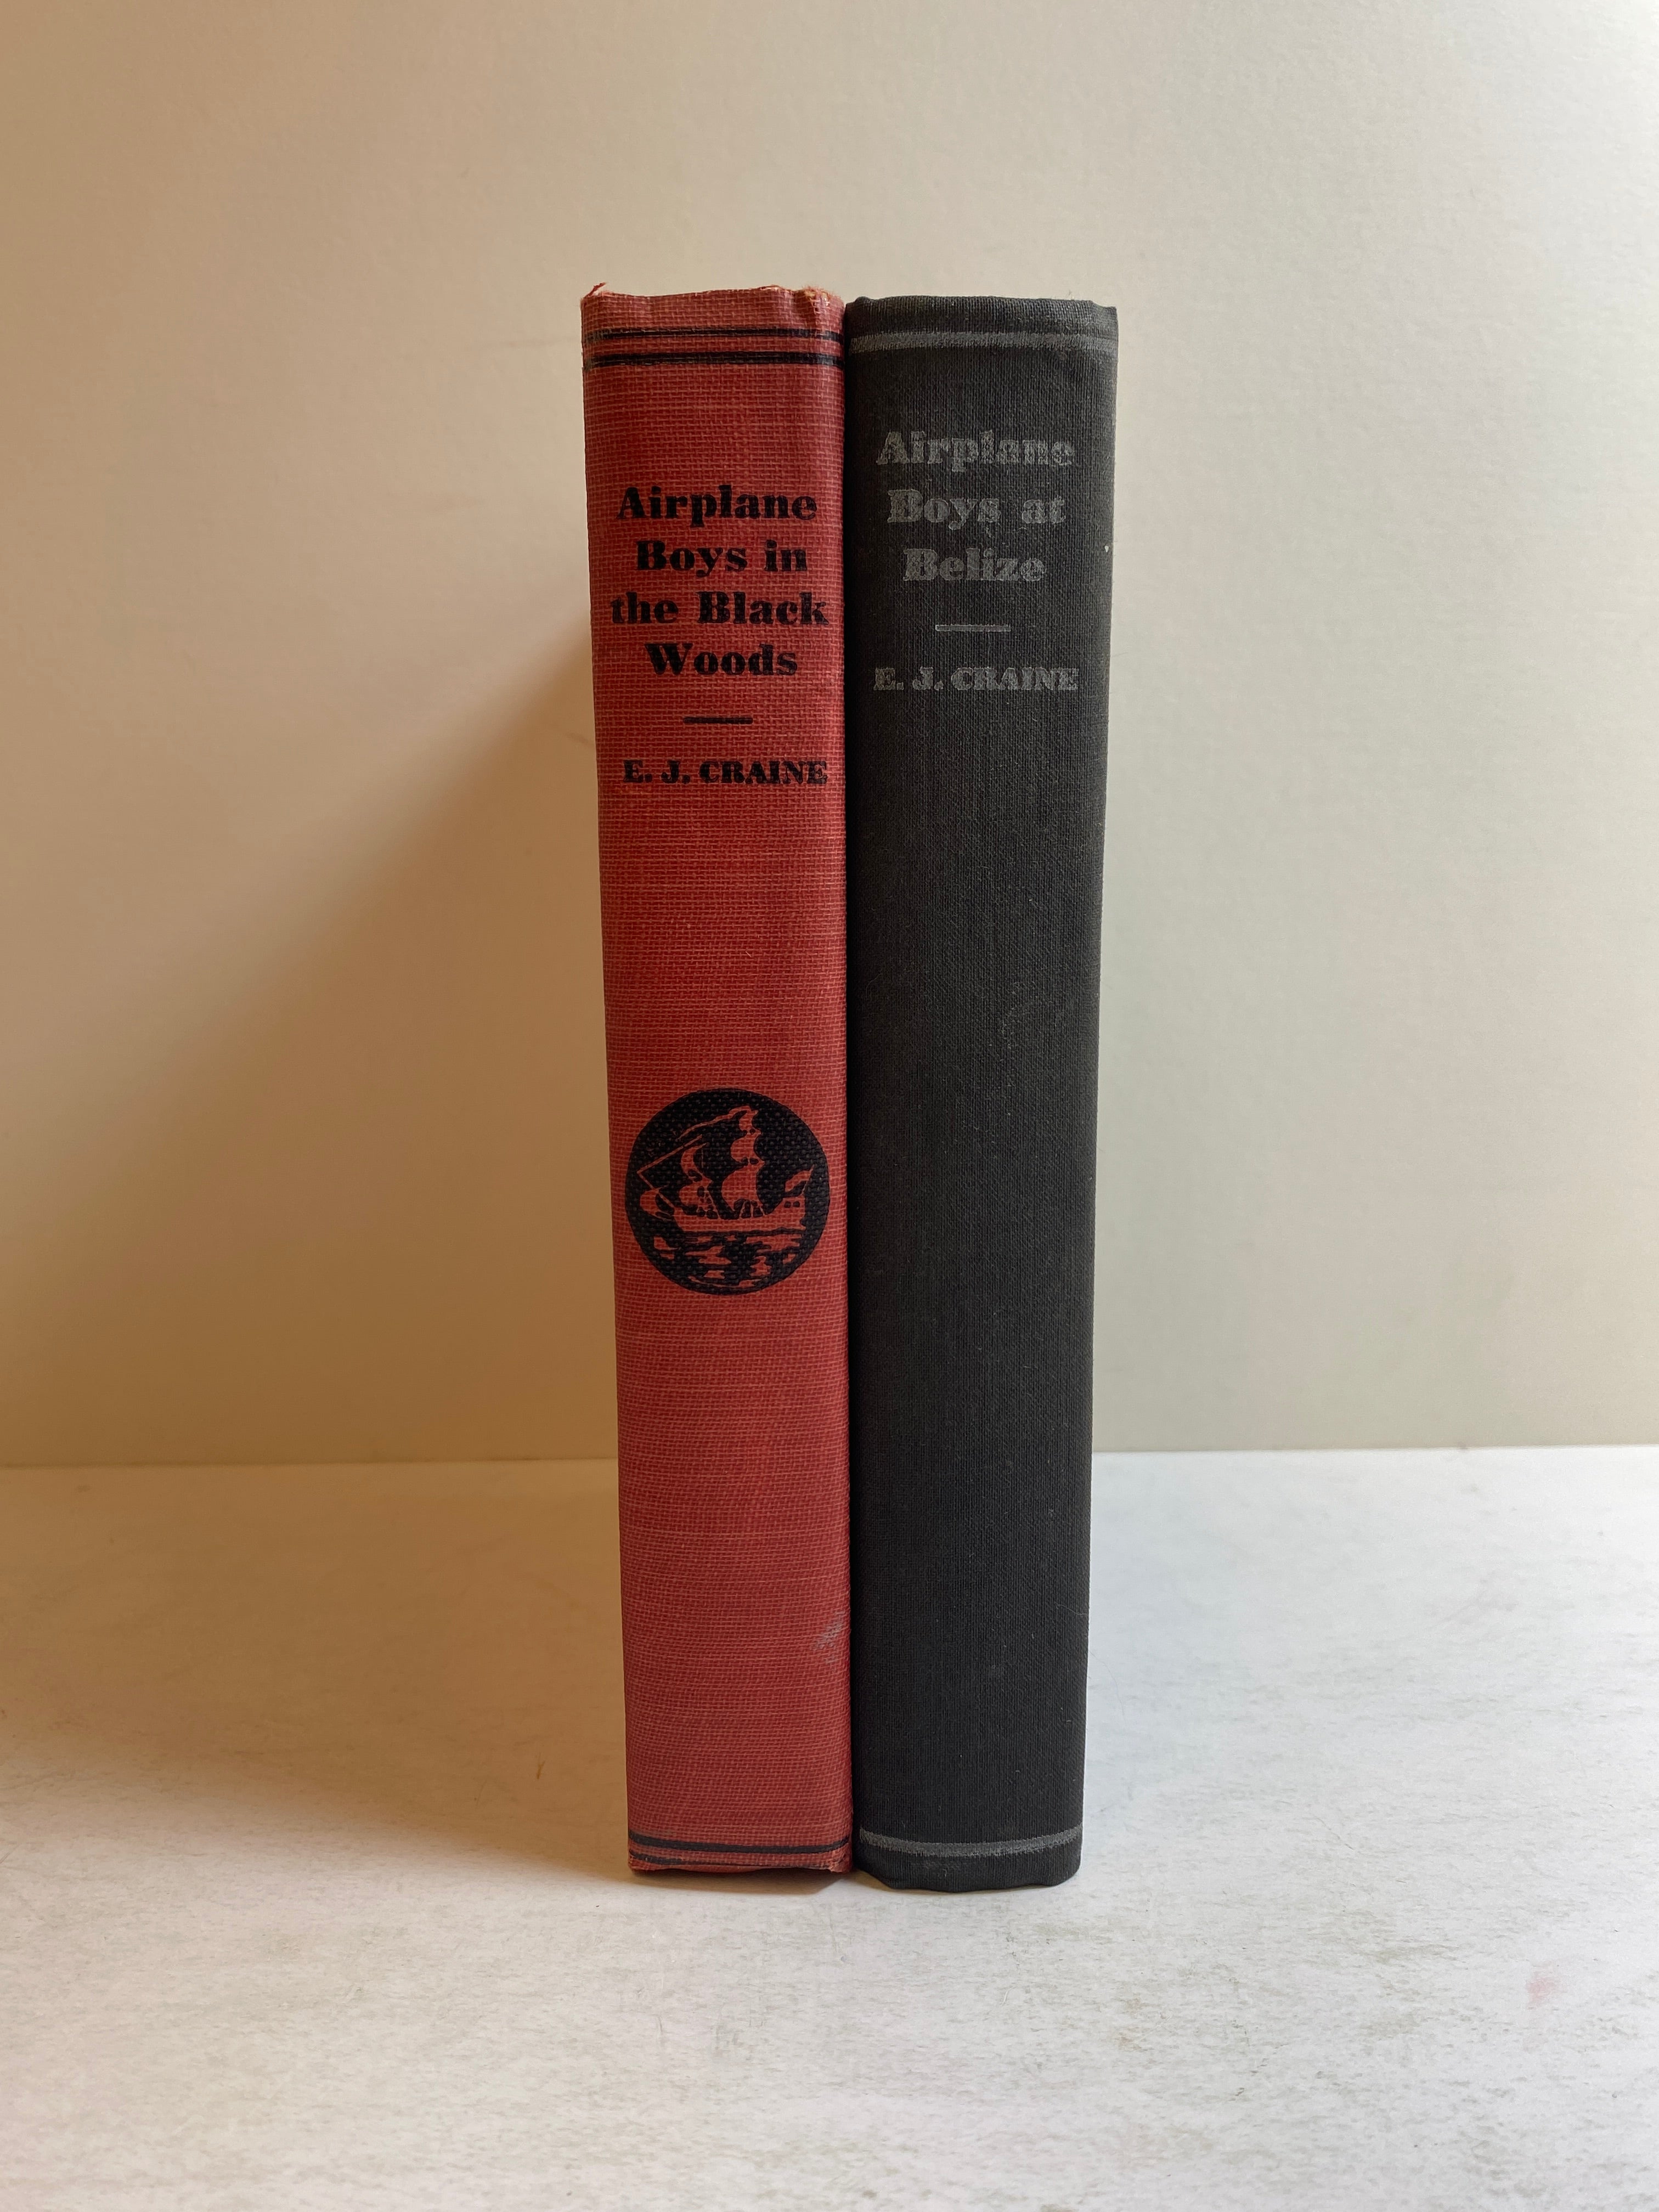 Airplane
Boys in
the Black
Woods
E. J. CRAINE
Airplane
Boys at
Belize
E. J. CRAINE